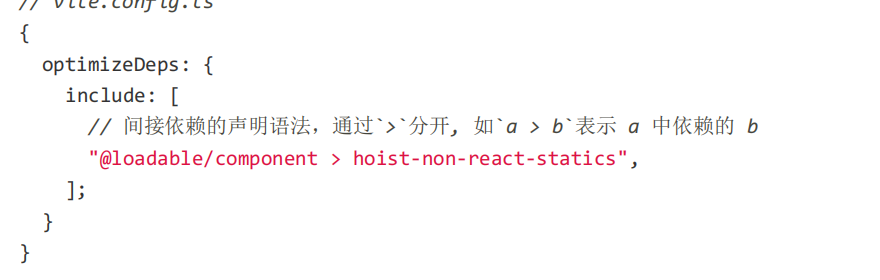 // vite.config.ts
{
  optimizeDeps: {
    include: [
      // 间接依赖的声明语法，通过`>`分开, 如`a > b`表示 a 中依赖的 b
      "@loadable/component > hoist-non-react-statics",
    ];
  }
}